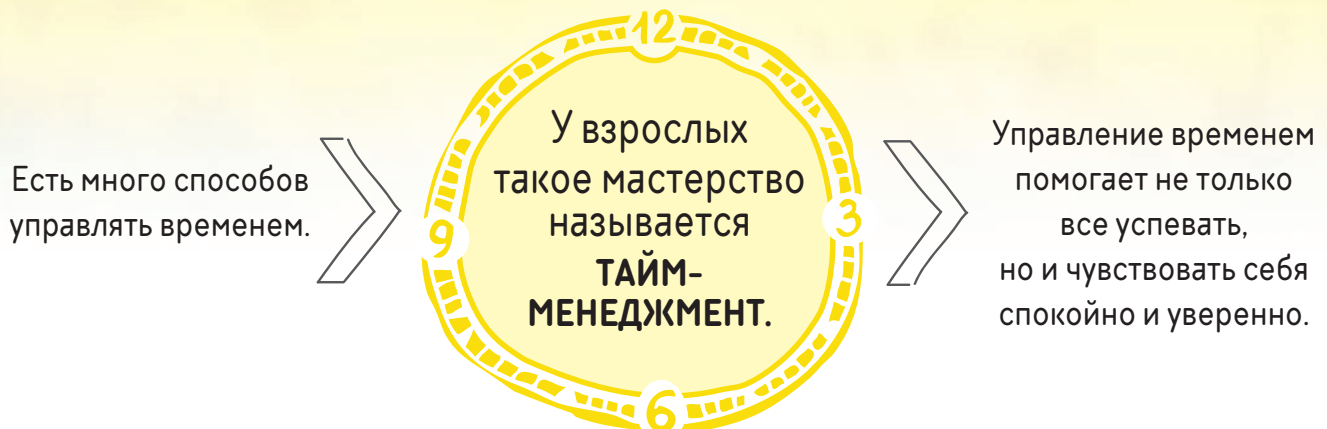 Есть много способов
управлять временем.
12
У взрослых
такое мастерство
называется
ТАЙМ-
МЕНЕДЖМЕНТ.
9
3
6
Управление временем
помогает не только
все успевать,
но и чувствовать себя
спокойно и уверенно.